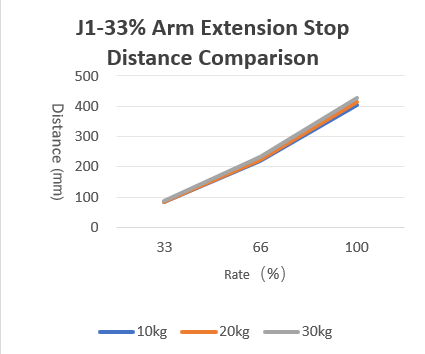 J1-33% Arm Extension Stop
Distance Comparison
500
400
300
200
100
0
Distance (mm)
33 66 100
Rate （%）
10kg 20kg 30kg